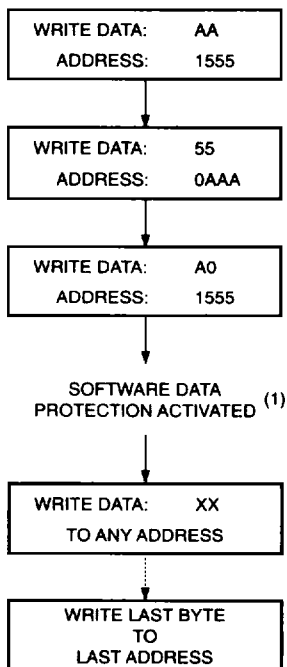 WRITE DATA: AA
ADDRESS: 1555
WRITE DATA: 55
ADDRESS: 0AAA
WRITE DATA: A0
ADDRESS: 1555
SOFTWARE DATA
PROTECTION ACTIVATED (1)
WRITE DATA: XX
TO ANY ADDRESS
WRITE LAST BYTE
TO
LAST ADDRESS